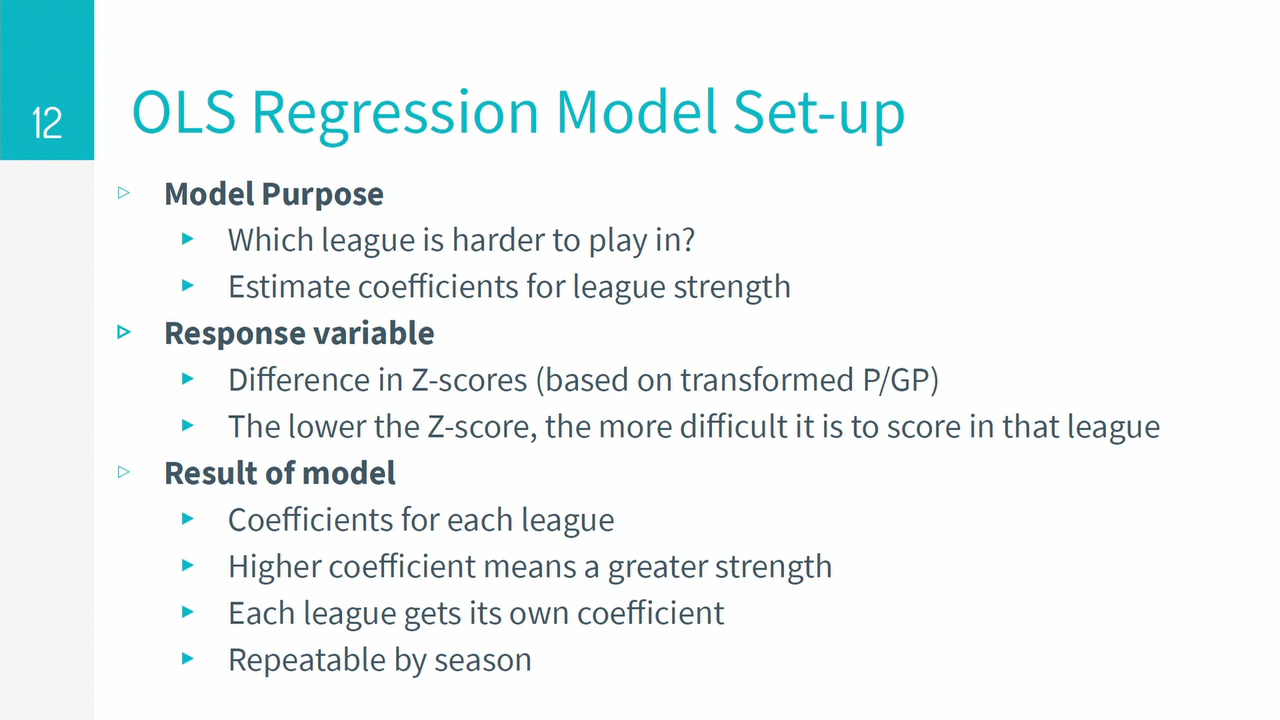 12
OLS Regression Model Set-up
Model Purpose
Which league is harder to play in?
Estimate coefficients for league strength
Response variable
Difference in Z-scores (based on transformed P/GP)
The lower the Z-score, the more difficult it is to score in that league
Result of model
Coefficients for each league
Higher coefficient means a greater strength
Each league gets its own coefficient
Repeatable by season